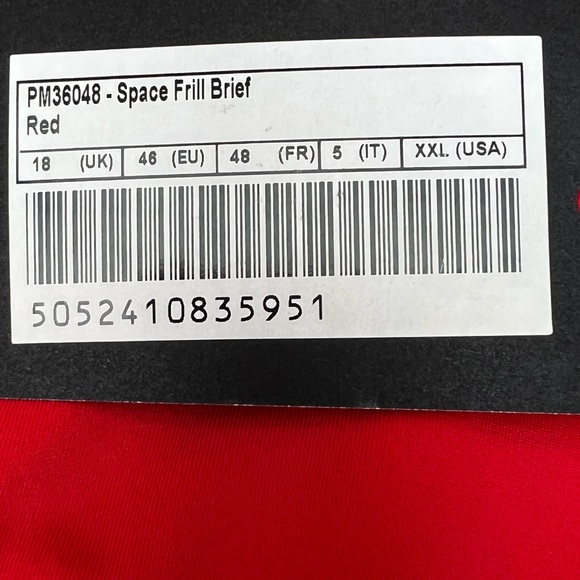 PM36048 - Space Frill Brief
Red
18 (UK) 46 (EU) 48 (FR) 5 (IT) XXL (USA)
5052410835951